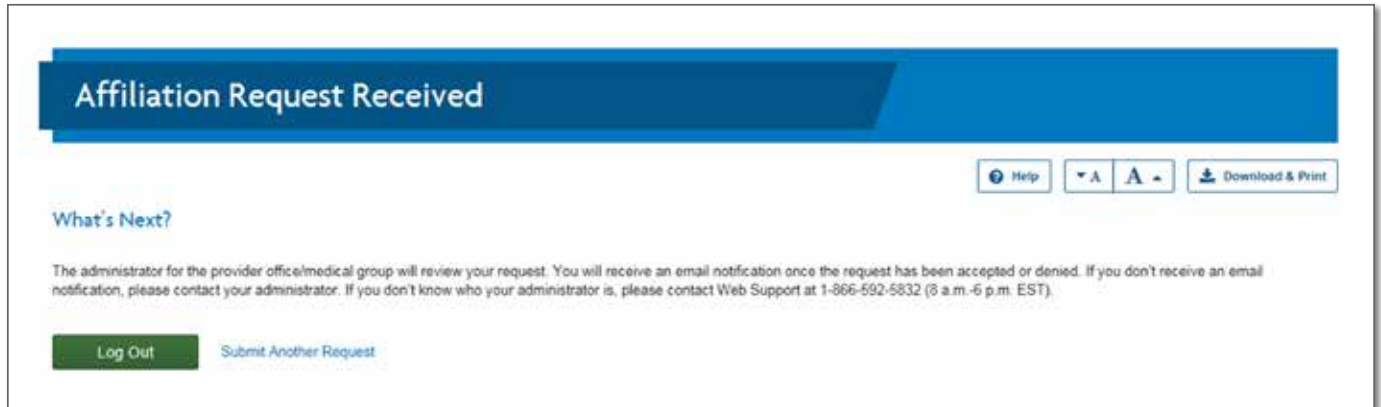 Affiliation Request Received
Help
A
A
Download & Print
What's Next?
The administrator for the provider office/medical group will review your request. You will receive an email notification once the request has been accepted or denied. If you don't receive an email
notification, please contact your administrator. If you don't know who your administrator is, please contact Web Support at 1-866-592-5832 (8 a.m.-6 p.m. EST).
Log Out
Submit Another Request